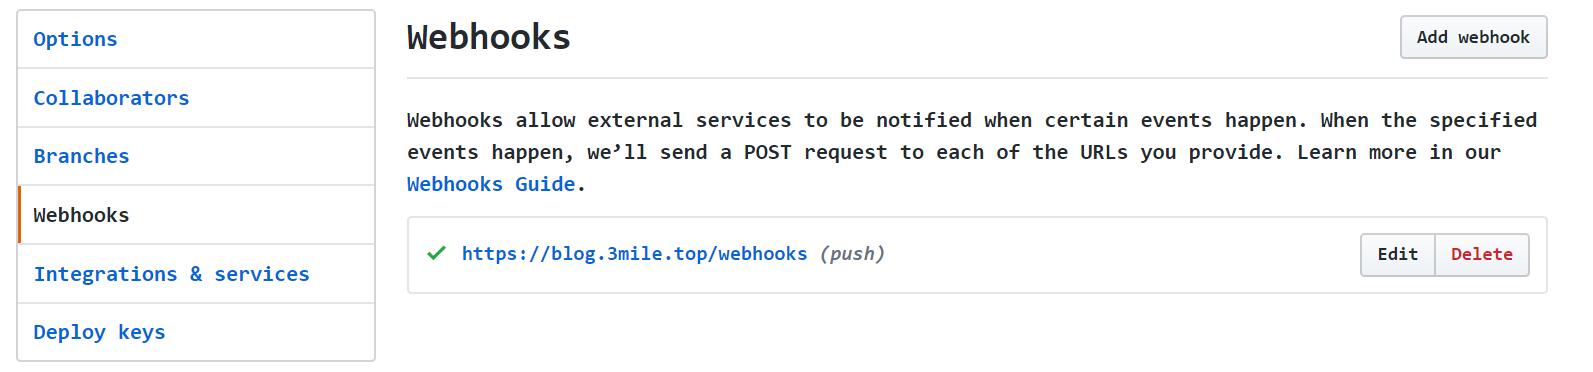 Options
Collaborators
Branches
Webhooks
Integrations & services
Deploy keys
Webhooks
Add webhook
Webhooks allow external services to be notified when certain events happen. When the specified
events happen, we’ll send a POST request to each of the URLs you provide. Learn more in our
Webhooks Guide.
https://blog.3mile.top/webhooks (push)
Edit
Delete